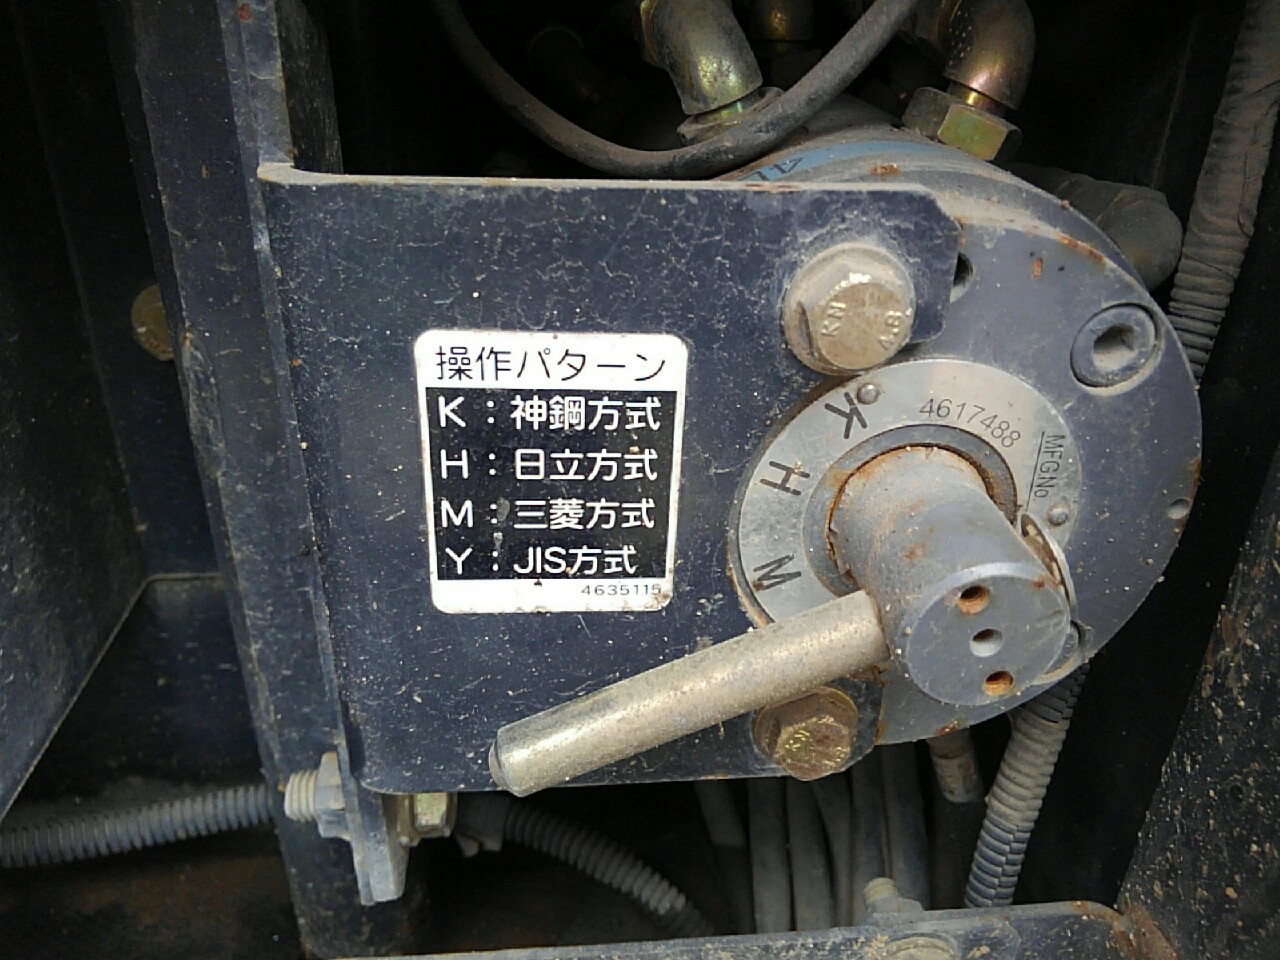 操作パターン
K：神鋼方式
H：日立方式
M：三菱方式
Y：JIS方式
4635115
K
H
M
4617488
MFG No
KN